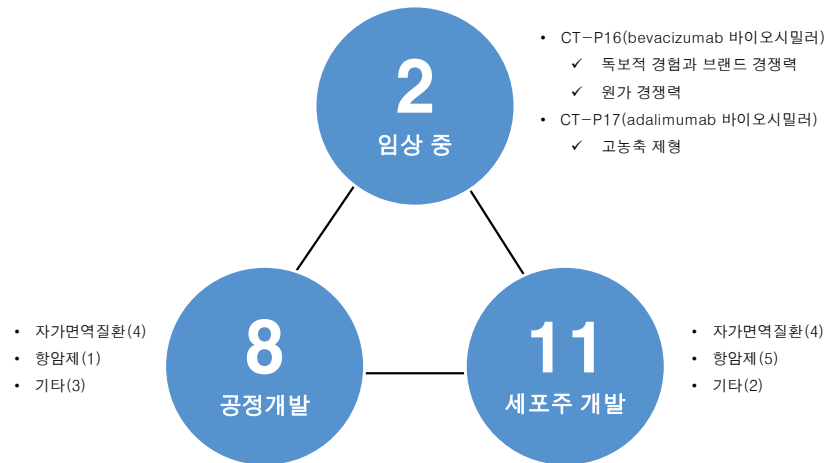 2
임상 중
• CT-P16(bevacizumab 바이오시밀러)
✓ 독보적 경험과 브랜드 경쟁력
✓ 원가 경쟁력
• CT-P17(adalimumab 바이오시밀러)
✓ 고농축 제형
• 자가면역질환(4)
• 항암제(1)
• 기타(3)
8
공정개발
11
세포주 개발
• 자가면역질환(4)
• 항암제(5)
• 기타(2)